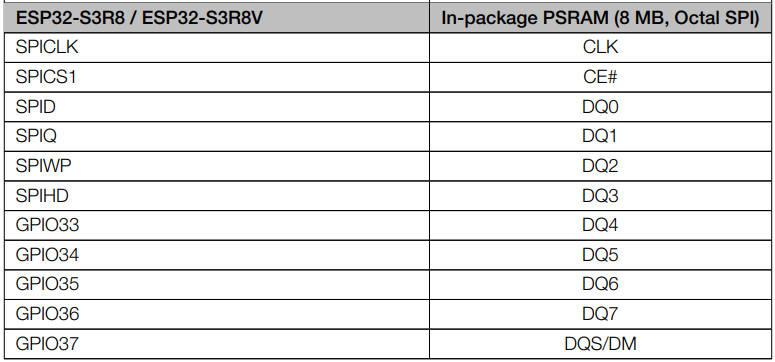 ESP32-S3R8 / ESP32-S3R8V In-package PSRAM (8 MB, Octal SPI)
SPICLK CLK
SPICS1 CE#
SPID DQ0
SPIQ DQ1
SPIWP DQ2
SPIHD DQ3
GPIO33 DQ4
GPIO34 DQ5
GPIO35 DQ6
GPIO36 DQ7
GPIO37 DQS/DM